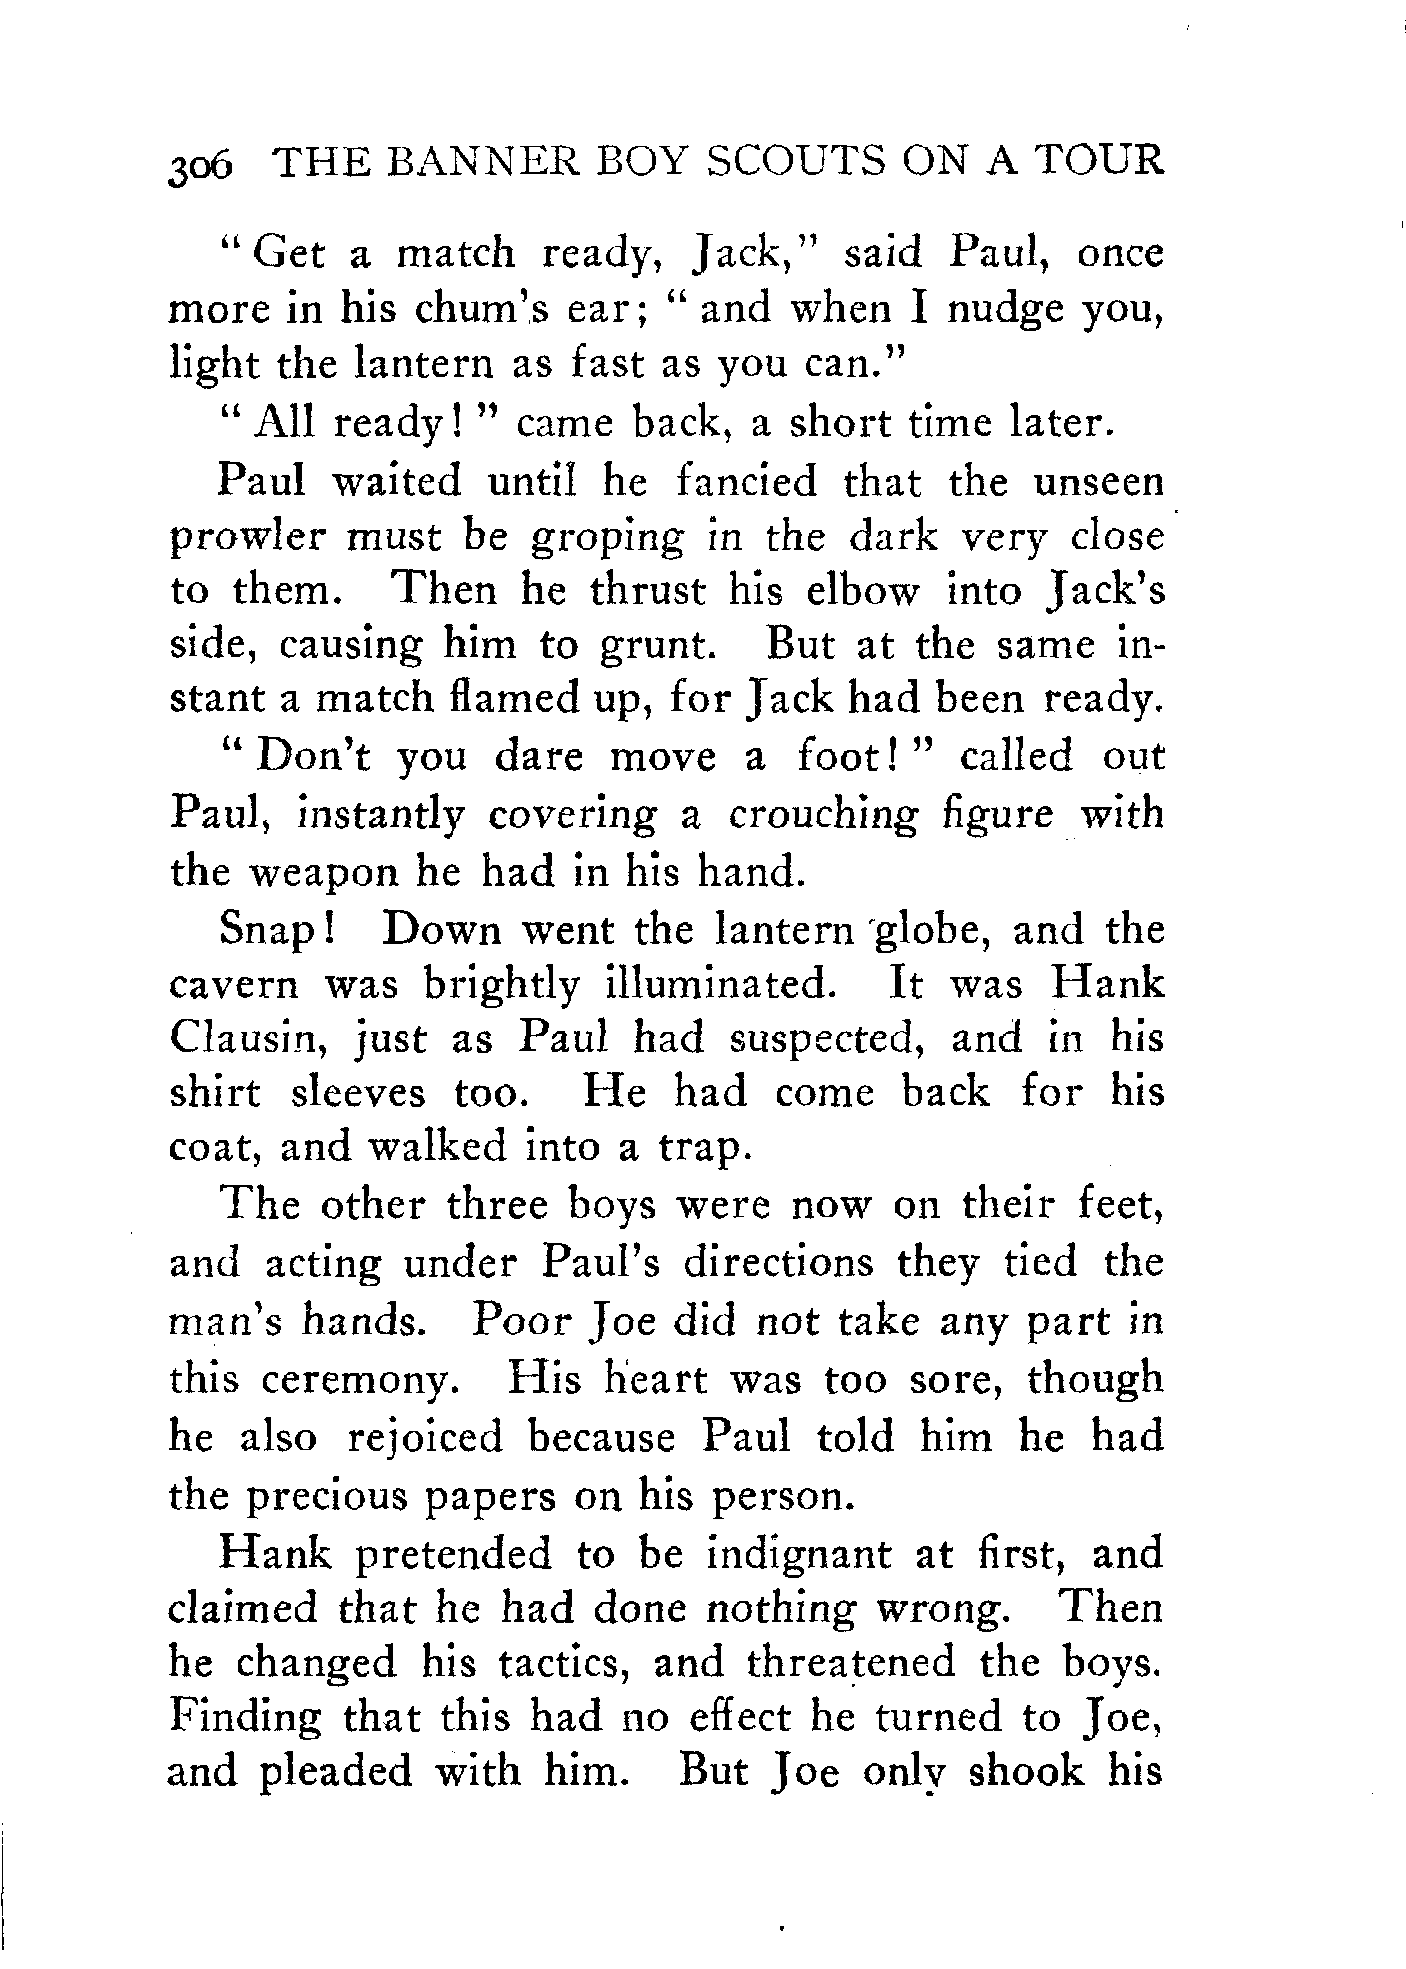 306 THE BANNER BOY SCOUTS ON A TOUR
“ Get a match ready, Jack,” said Paul, once
more in his chum’s ear; “ and when I nudge you,
light the lantern as fast as you can.”
“ All ready! ” came back, a short time later.
Paul waited until he fancied that the unseen
prowler must be groping in the dark very close
to them. Then he thrust his elbow into Jack’s
side, causing him to grunt. But at the same in-
stant a match flamed up, for Jack had been ready.
“ Don’t you dare move a foot! ” called out
Paul, instantly covering a crouching figure with
the weapon he had in his hand.
Snap! Down went the lantern globe, and the
cavern was brightly illuminated. It was Hank
Clausin, just as Paul had suspected, and in his
shirt sleeves too. He had come back for his
coat, and walked into a trap.
The other three boys were now on their feet,
and acting under Paul’s directions they tied the
man’s hands. Poor Joe did not take any part in
this ceremony. His heart was too sore, though
he also rejoiced because Paul told him he had
the precious papers on his person.
Hank pretended to be indignant at first, and
claimed that he had done nothing wrong. Then
he changed his tactics, and threatened the boys.
Finding that this had no effect he turned to Joe,
and pleaded with him. But Joe only shook his